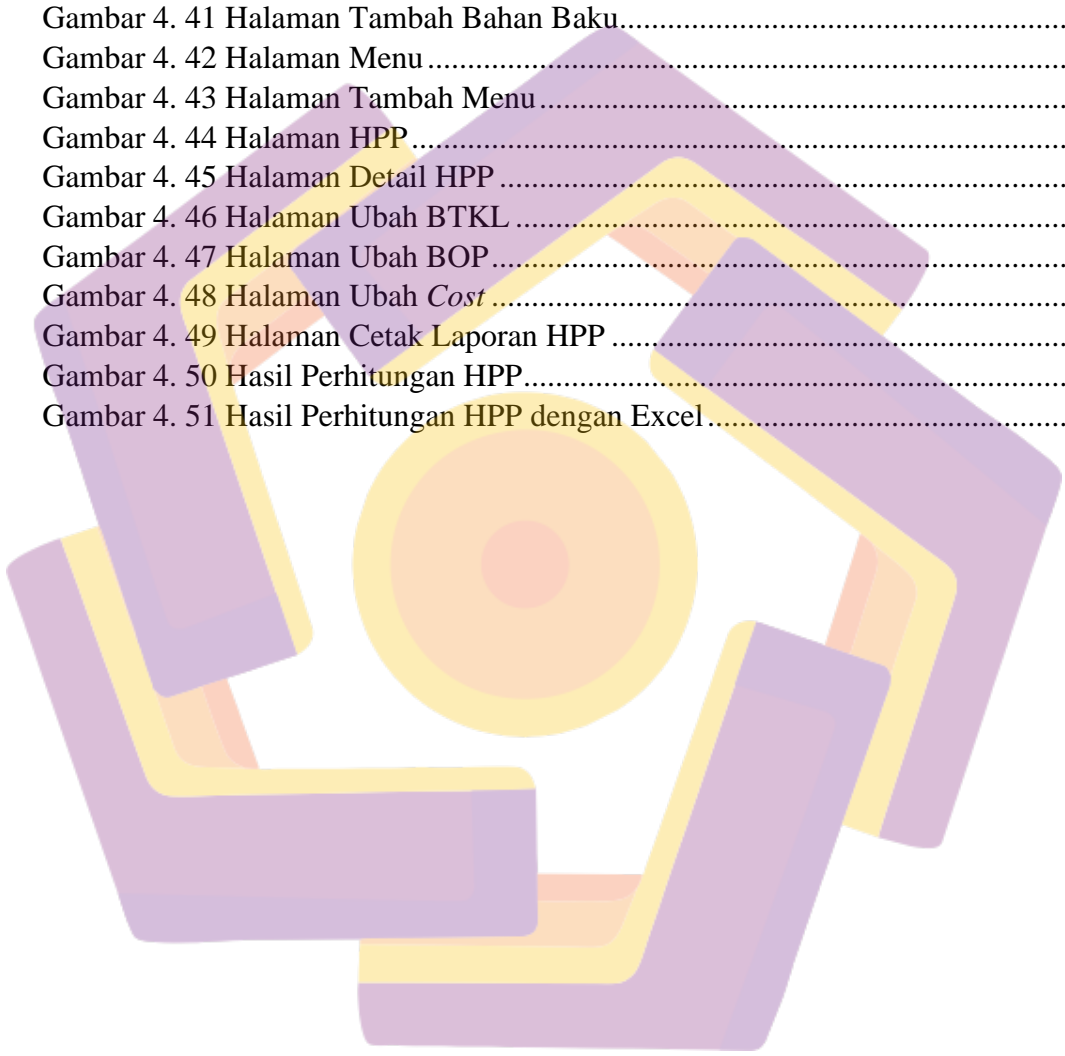 Gambar 4. 41 Halaman Tambah Bahan Baku..........................................................
Gambar 4. 42 Halaman Menu..................................................................................
Gambar 4. 43 Halaman Tambah Menu....................................................................
Gambar 4. 44 Halaman HPP....................................................................................
Gambar 4. 45 Halaman Detail HPP.........................................................................
Gambar 4. 46 Halaman Ubah BTKL.......................................................................
Gambar 4. 47 Halaman Ubah BOP..........................................................................
Gambar 4. 48 Halaman Ubah Cost..........................................................................
Gambar 4. 49 Halaman Cetak Laporan HPP...........................................................
Gambar 4. 50 Hasil Perhitungan HPP......................................................................
Gambar 4. 51 Hasil Perhitungan HPP dengan Excel...............................................